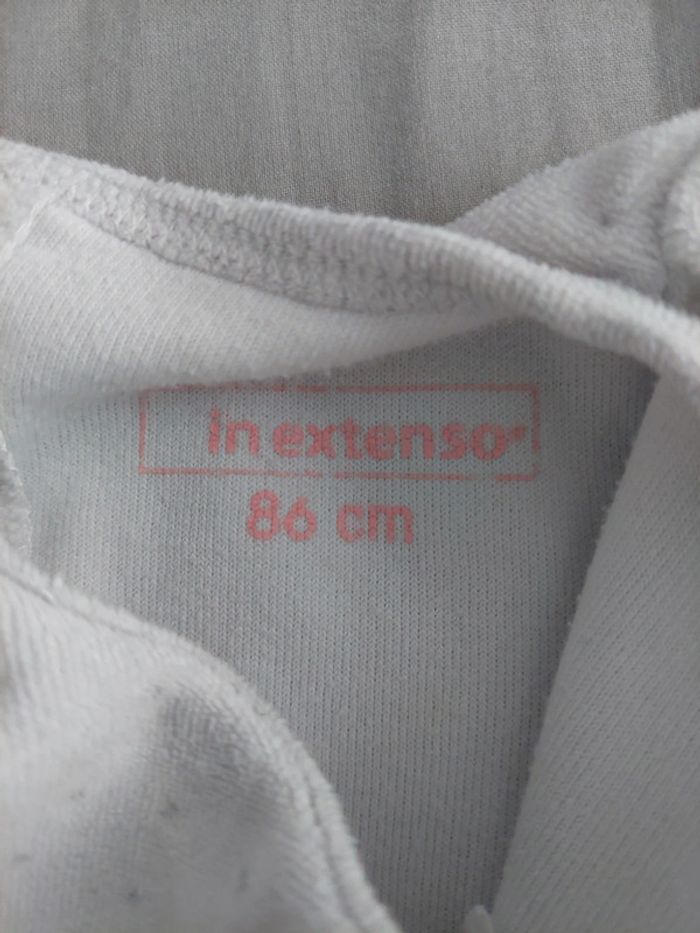 in extenso
86 cm